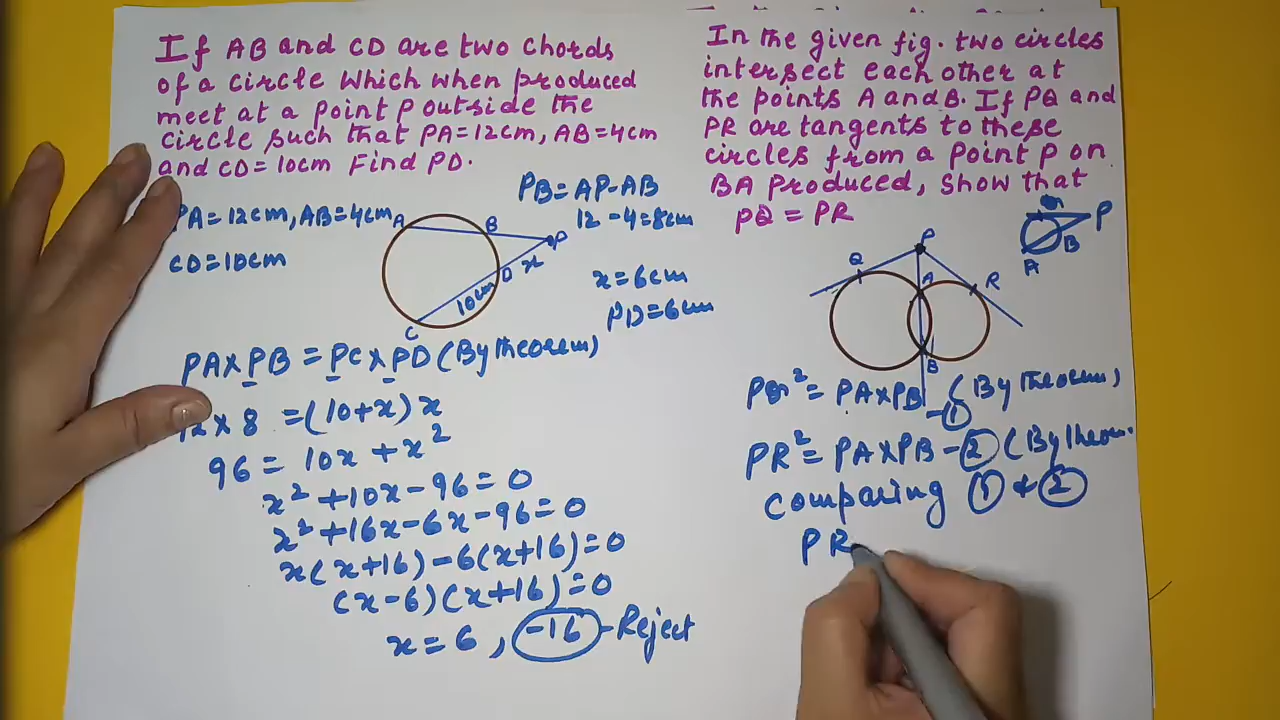 If AB and CD are two chords
of a circle which when produced
meet at a point P outside the
circle such that PA=12cm, AB=4cm
and CD=10cm Find PD.
PB=AP-AB
12-4=8cm
PA=12cm, AB=4cm
CD=10cm
A
B
P
D
x
10cm
C
x=6cm
PD=6cm
PA×PB=PC×PD (By theorem)
12×8=(10+x)x
96=10x+x²
x²+10x-96=0
x²+16x-6x-96=0
x(x+16)-6(x+16)=0
(x-6)(x+16)=0
x=6, -16-Reject
In the given fig. two circles
intersect each other at
the points A and B. If PQ and
PR are tangents to these
circles from a point P on
BA produced, show that
PQ=PR
P
B
A
P
Q
A
R
B
PQ²=PA×PB-① (By theorem)
PR²=PA×PB-② (By theorem.
comparing ① & ②
PR